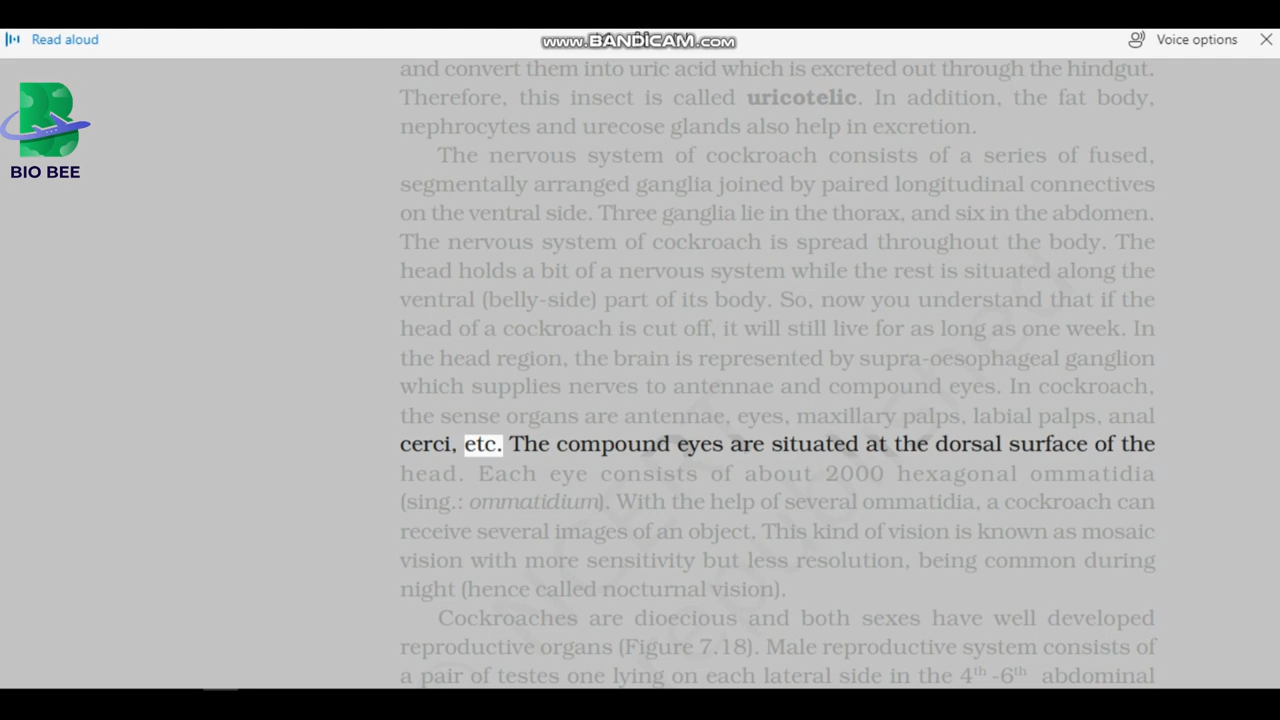 Read aloud
www.BANDICAM.com
Voice options
BIO BEE
and convert them into uric acid which is excreted out through the hindgut.
Therefore, this insect is called uricotelic. In addition, the fat body,
nephrocytes and urecose glands also help in excretion.
The nervous system of cockroach consists of a series of fused,
segmentally arranged ganglia joined by paired longitudinal connectives
on the ventral side. Three ganglia lie in the thorax, and six in the abdomen.
The nervous system of cockroach is spread throughout the body. The
head holds a bit of a nervous system while the rest is situated along the
ventral (belly-side) part of its body. So, now you understand that if the
head of a cockroach is cut off, it will still live for as long as one week. In
the head region, the brain is represented by supra-oesophageal ganglion
which supplies nerves to antennae and compound eyes. In cockroach,
the sense organs are antennae, eyes, maxillary palps, labial palps, anal
cerci, etc. The compound eyes are situated at the dorsal surface of the
head. Each eye consists of about 2000 hexagonal ommatidia
(sing.: ommatidium). With the help of several ommatidia, a cockroach can
receive several images of an object. This kind of vision is known as mosaic
vision with more sensitivity but less resolution, being common during
night (hence called nocturnal vision).
Cockroaches are dioecious and both sexes have well developed
reproductive organs (Figure 7.18). Male reproductive system consists of
a pair of testes one lying on each lateral side in the 4th -6th abdominal